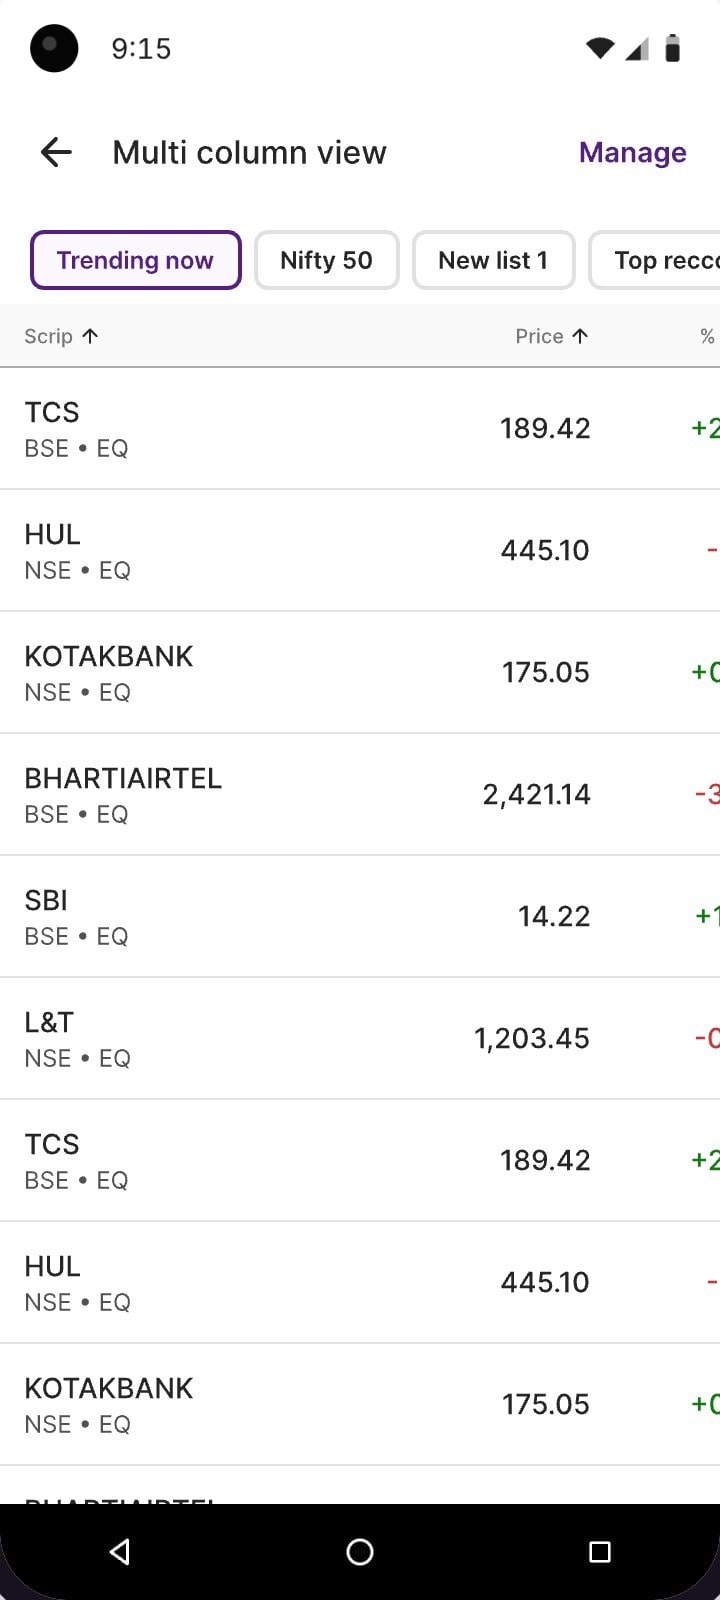 9:15
Multi column view Manage
Trending now Nifty 50 New list 1 Top recco
Scrip ↑ Price ↑ %
TCS
189.42 +2
BSE • EQ
HUL
445.10 -
NSE • EQ
KOTAKBANK
175.05 +0
NSE • EQ
BHARTIAIRTEL
2,421.14 -3
BSE • EQ
SBI
14.22 +1
BSE • EQ
L&T
1,203.45 -0
NSE • EQ
TCS
189.42 +2
BSE • EQ
HUL
445.10 -
NSE • EQ
KOTAKBANK
175.05 +0
NSE • EQ
BHARTIAIRTEL